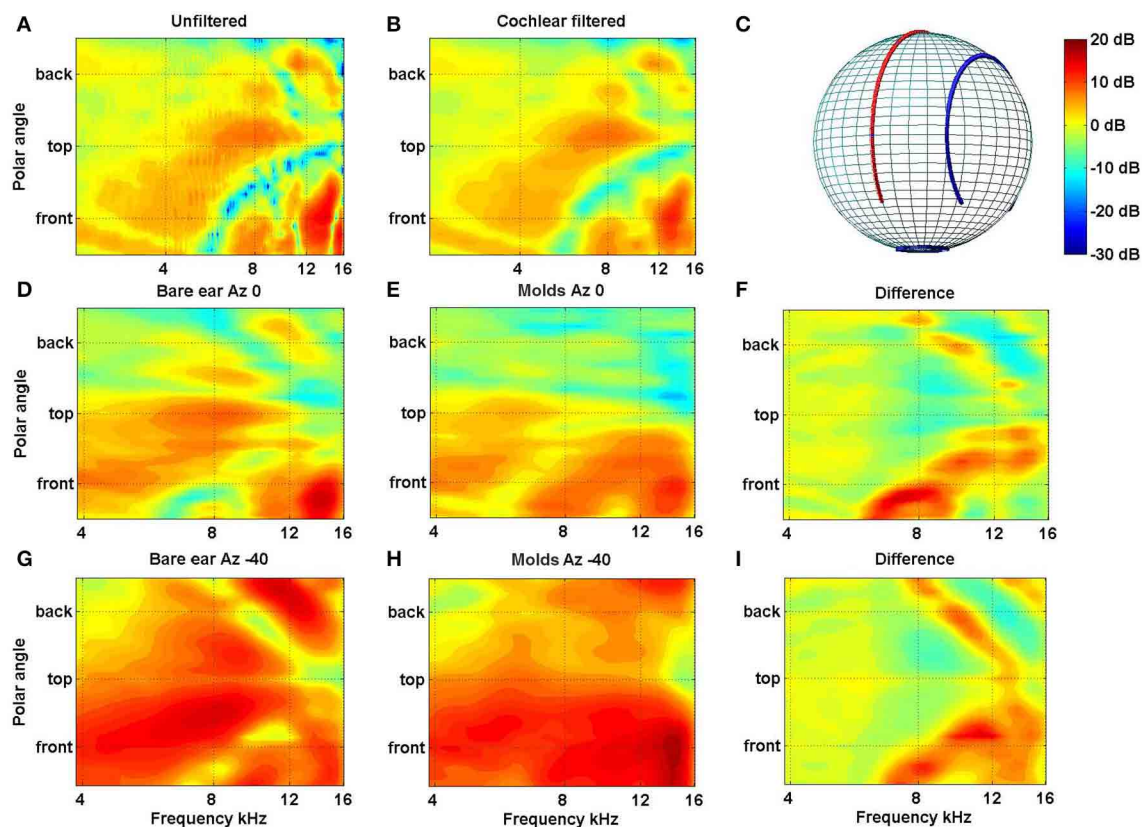 A Unfiltered
B Cochlear filtered
C
Polar angle
back
top
front
4 8 12 16
4 8 12 16
20 dB
10 dB
0 dB
-10 dB
-20 dB
-30 dB
D Bare ear Az 0
E Molds Az 0
F Difference
Polar angle
back
top
front
4 8 12 16
back
top
front
4 8 12 16
back
top
front
4 8 12 16
G Bare ear Az -40
H Molds Az -40
I Difference
Polar angle
back
top
front
4 8 12 16
Frequency kHz
back
top
front
4 8 12 16
Frequency kHz
back
top
front
4 8 12 16
Frequency kHz